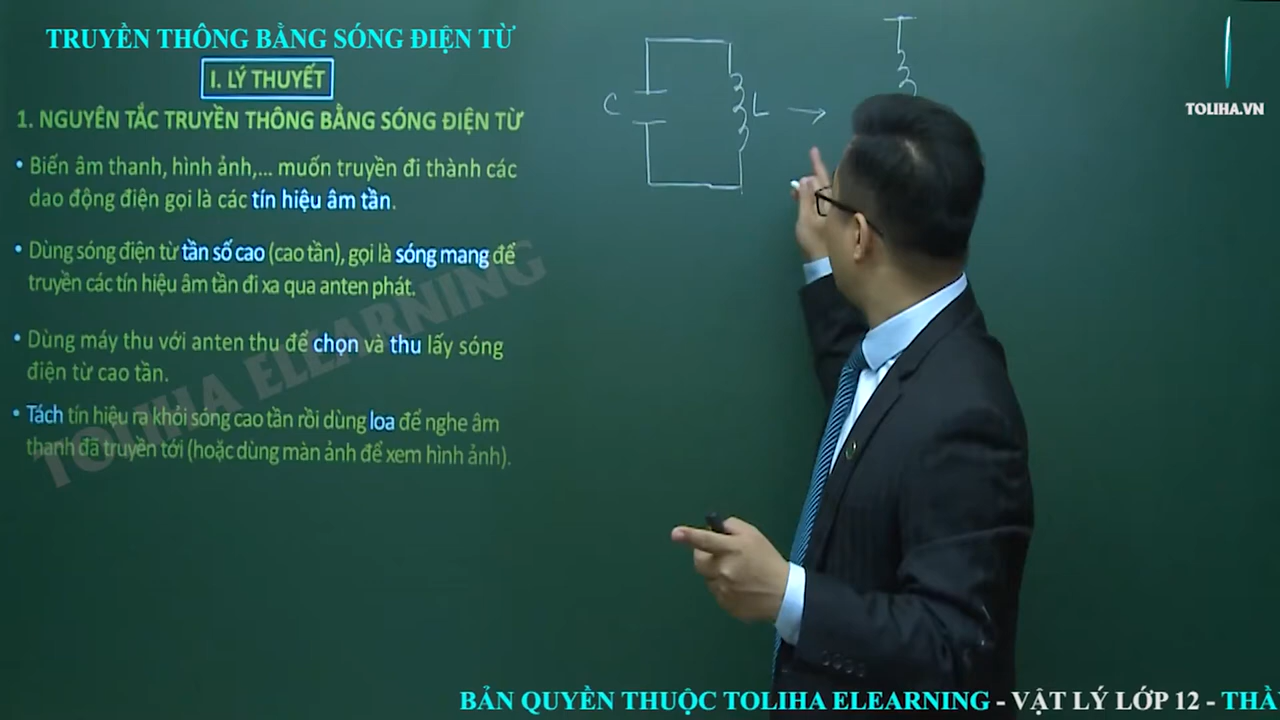 TRUYỀN THÔNG BẰNG SÓNG ĐIỆN TỪ
I. LÝ THUYẾT
1. NGUYÊN TẮC TRUYỀN THÔNG BẰNG SÓNG ĐIỆN TỪ
• Biến âm thanh, hình ảnh,... muốn truyền đi thành các
dao động điện gọi là các tín hiệu âm tần.
• Dùng sóng điện từ tần số cao (cao tần), gọi là sóng mang để
truyền các tín hiệu âm tần đi xa qua anten phát.
• Dùng máy thu với anten thu để chọn và thu lấy sóng
điện từ cao tần.
• Tách tín hiệu ra khỏi sóng cao tần rồi dùng loa để nghe âm
thanh đã truyền tới (hoặc dùng màn ảnh để xem hình ảnh).
TOLIHA ELEARNING
C
L
TOLIHA.VN
BẢN QUYỀN THUỘC TOLIHA ELEARNING - VẬT LÝ LỚP 12 - THẦ